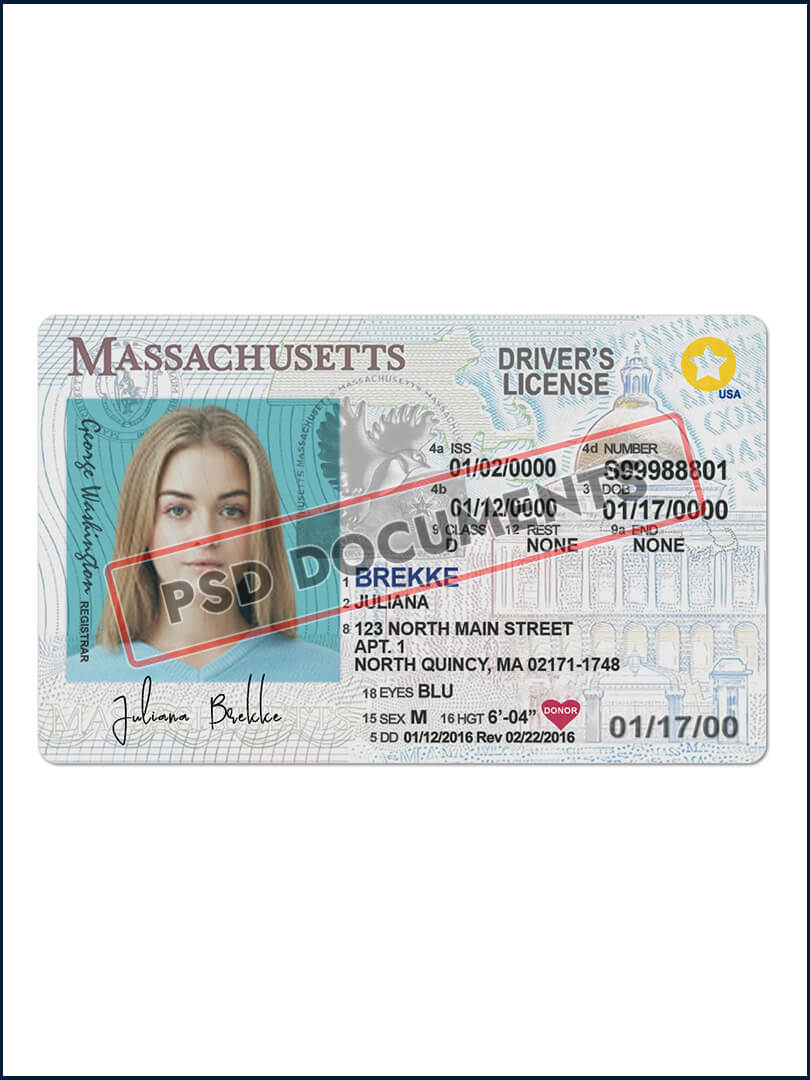 MASSACHUSETTS
DRIVER'S
LICENSE
USA
MASSACHUSETTS
George Washington
REGISTRAR
4a ISS
01/02/0000
4d NUMBER
S99988801
4b
01/12/0000
3 DOB
01/17/0000
9 CLASS
D
12 REST
NONE
9a END
NONE
PSD DOCUMENTS
1 BREKKE
2 JULIANA
8 123 NORTH MAIN STREET
APT. 1
NORTH QUINCY, MA 02171-1748
18 EYES BLU
15 SEX M 16 HGT 6'-04"
DONOR
5 DD 01/12/2016 Rev 02/22/2016
01/17/00
Juliana Brekke